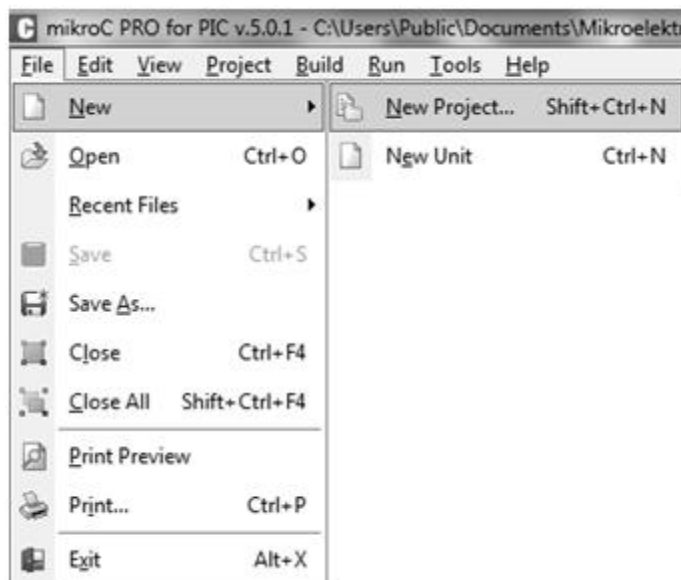 mikroC PRO for PIC v.5.0.1 - C:\Users\Public\Documents\Mikroelektr
File Edit View Project Build Run Tools Help
New New Project... Shift+Ctrl+N
Open Ctrl+O New Unit Ctrl+N
Recent Files
Save Ctrl+S
Save As...
Close Ctrl+F4
Close All Shift+Ctrl+F4
Print Preview
Print... Ctrl+P
Exit Alt+X